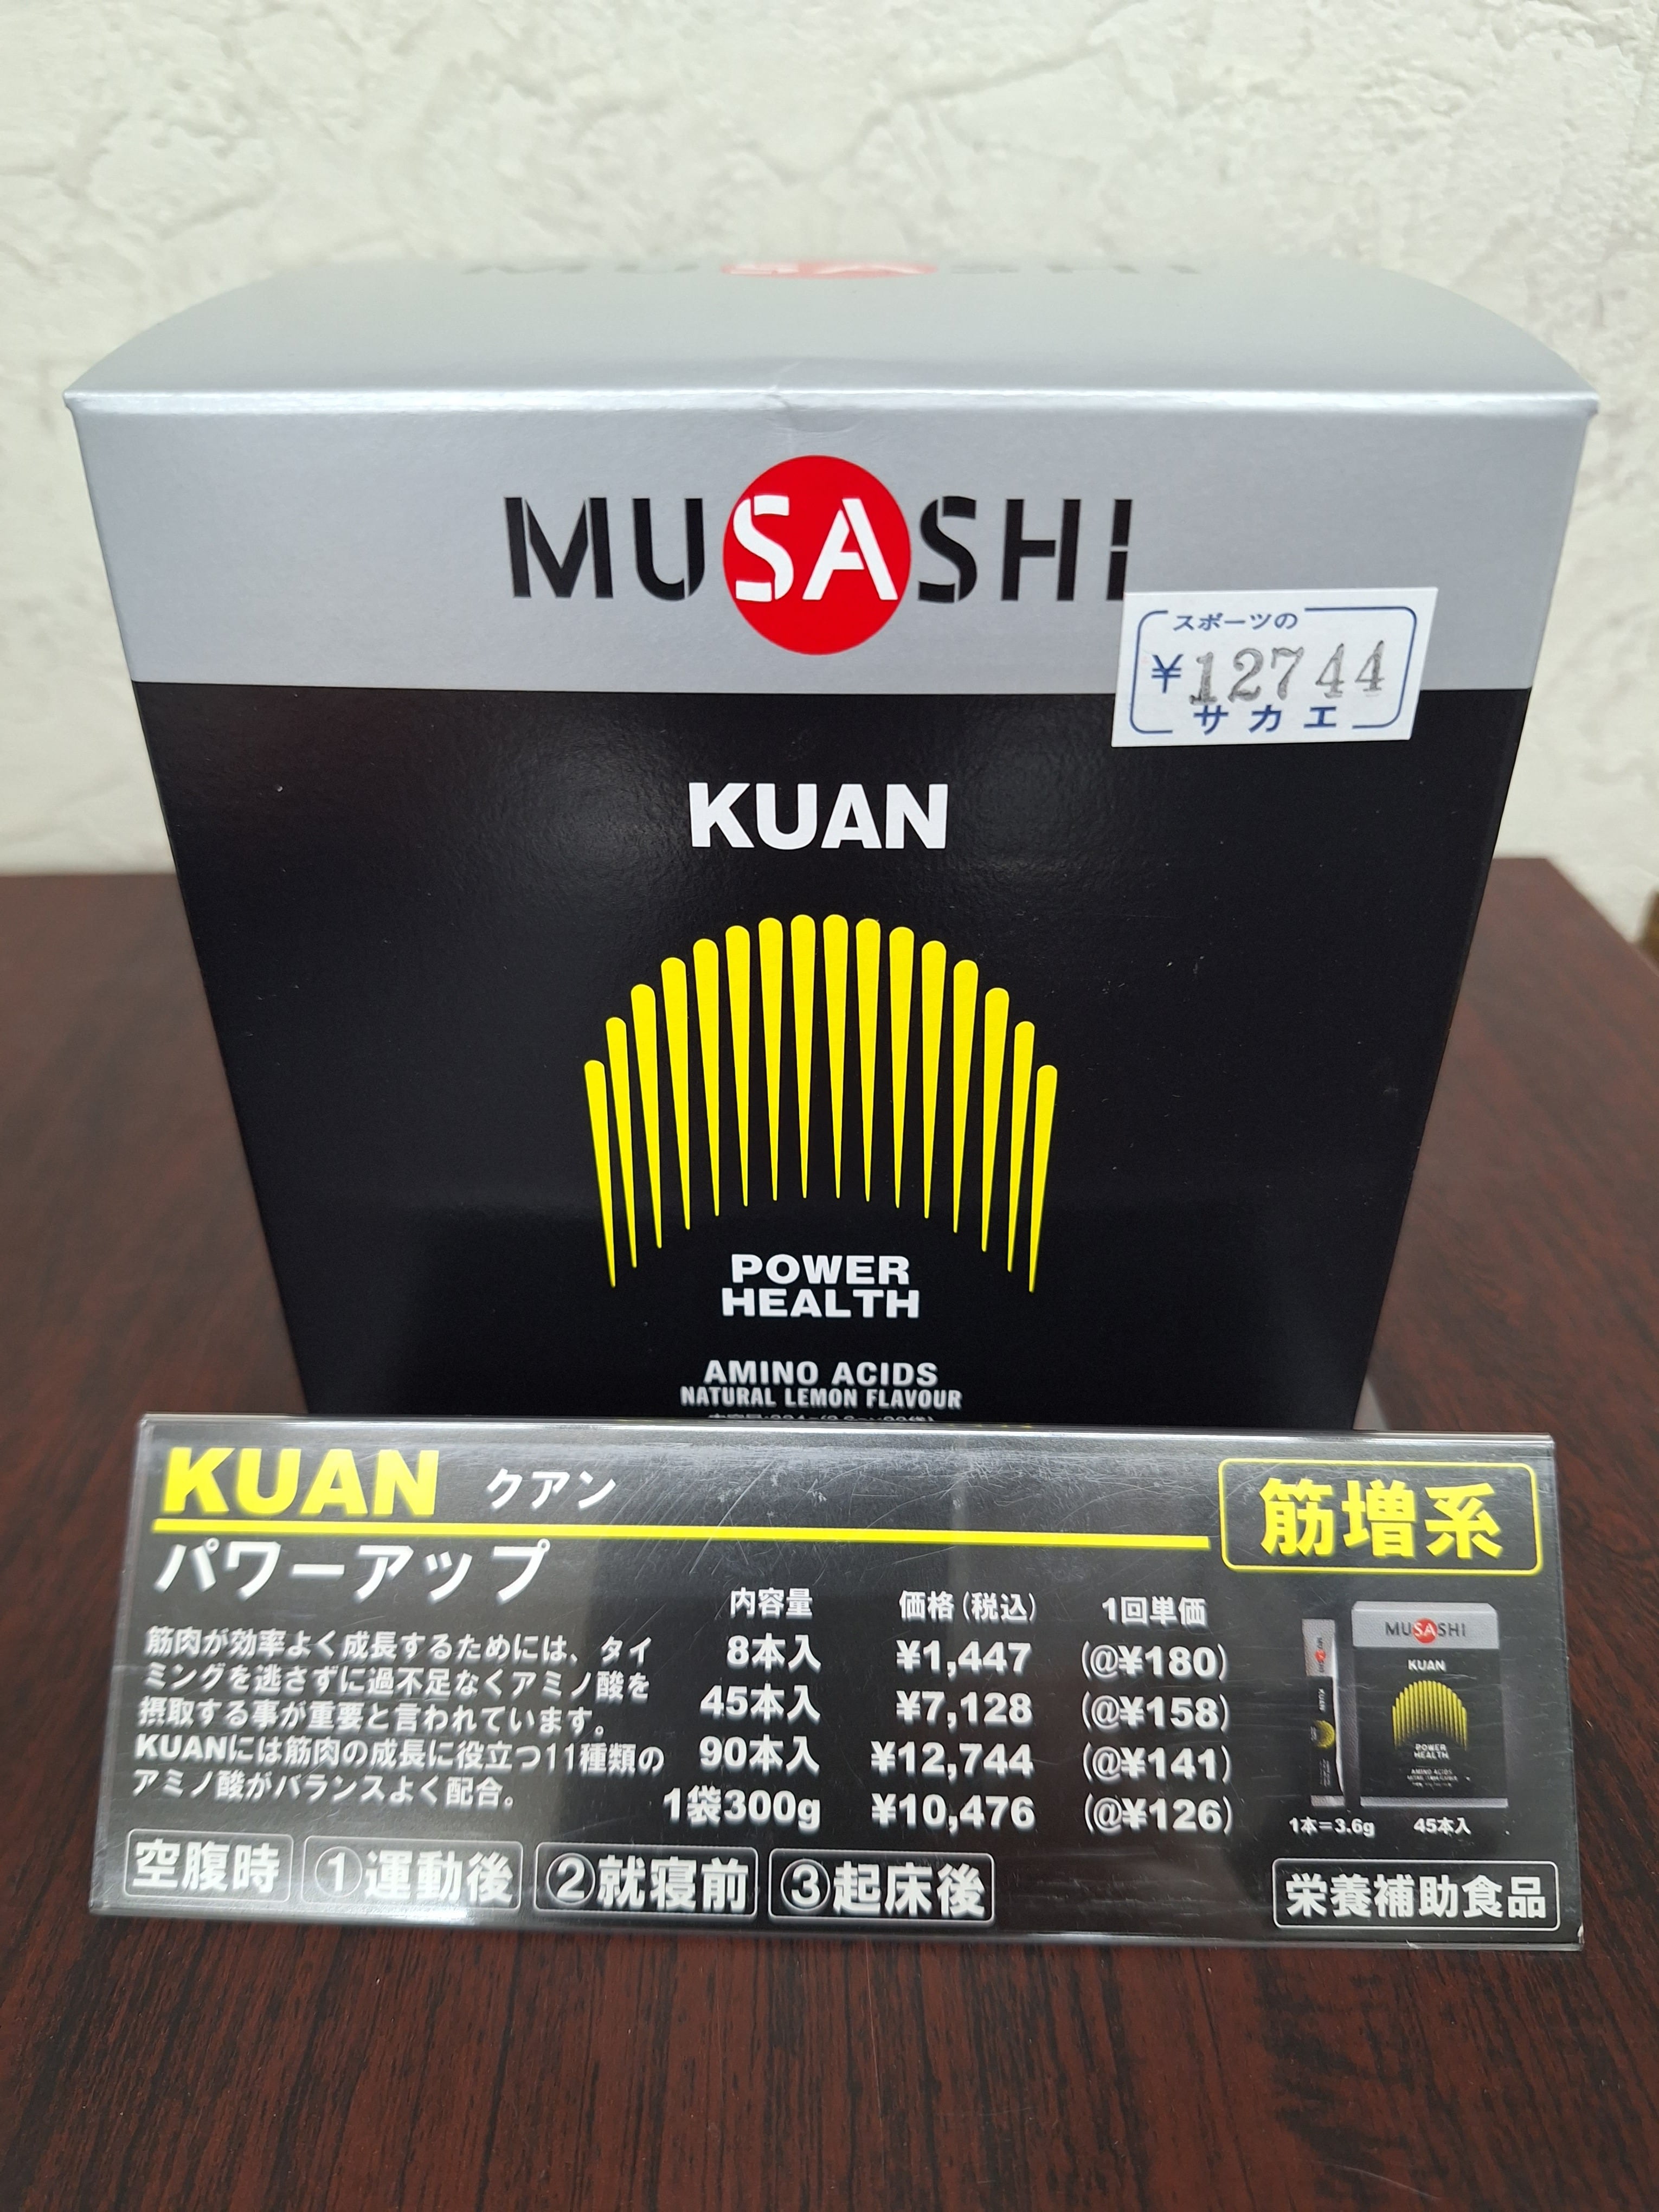 MUSASHI
MUSASHI
スポーツの
¥12744
サカエ
KUAN
POWER
HEALTH
AMINO ACIDS
NATURAL LEMON FLAVOUR
KUAN クアン
筋増系
パワーアップ
筋肉が効率よく成長するためには、タイ
ミングを逃さずに過不足なくアミノ酸を
摂取する事が重要と言われています。
KUANには筋肉の成長に役立つ11種類の
アミノ酸がバランスよく配合。
内容量 価格(税込) 1回単価
8本入 ¥1,447 (@¥180)
45本入 ¥7,128 (@¥158)
90本入 ¥12,744 (@¥141)
1袋300g ¥10,476 (@¥126)
MUSASHI
KUAN
POWER
HEALTH
AMINO ACIDS
1本=3.6g 45本入
空腹時 ①運動後 ②就寝前 ③起床後
栄養補助食品